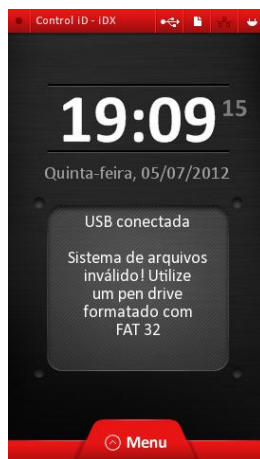 Control iD - iDX
19:09 15
Quinta-feira, 05/07/2012
USB conectada
Sistema de arquivos
inválido! Utilize
um pen drive
formatado com
FAT 32
Menu